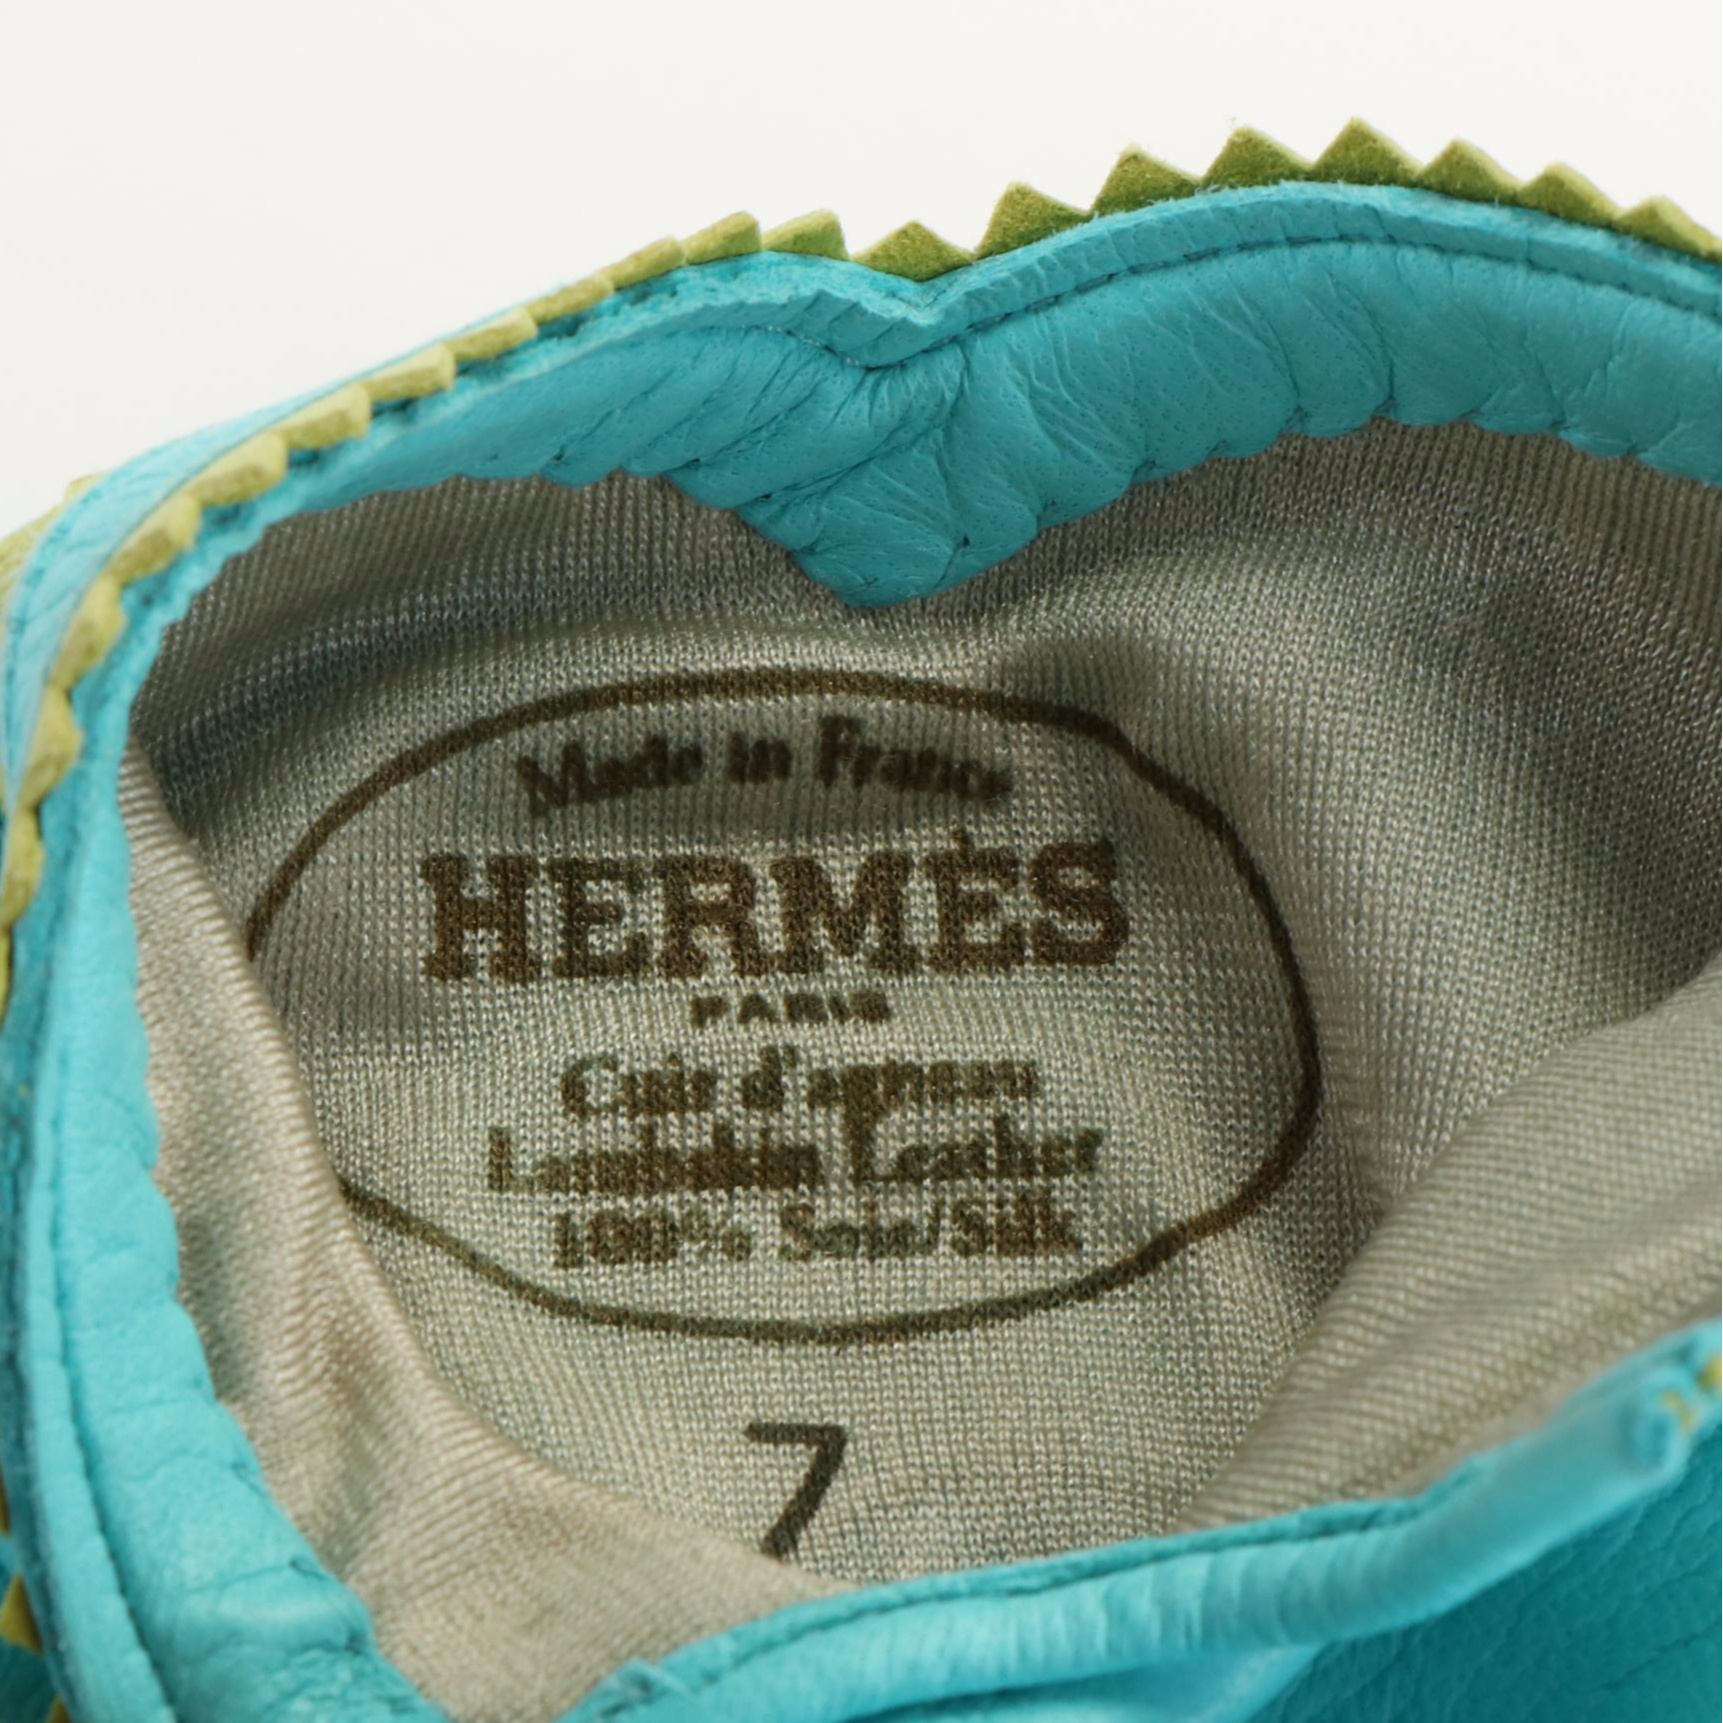 Made in France
HERMÈS
PARIS
Cuir d'agneau
Lambskin Leather
100% Soie/Silk
7